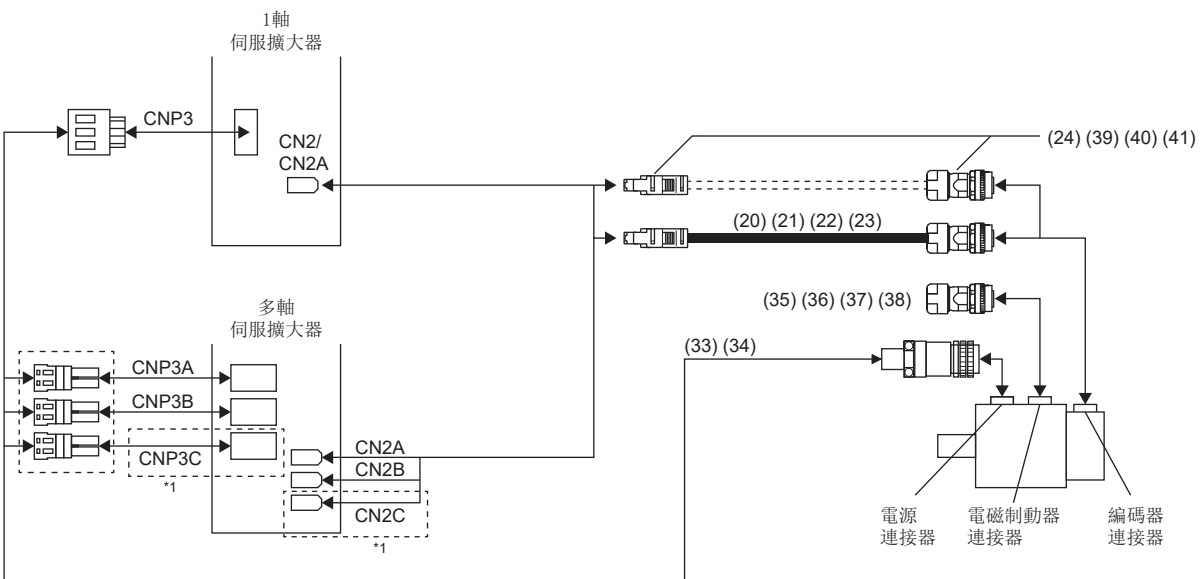 1軸
伺服擴大器
CNP3
CN2/
CN2A
(24) (39) (40) (41)
(20) (21) (22) (23)
(35) (36) (37) (38)
(33) (34)
多軸
伺服擴大器
CNP3A
CNP3B
CNP3C
*1
CN2A
CN2B
CN2C
*1
電源
連接器
電磁制動器
連接器
編碼器
連接器